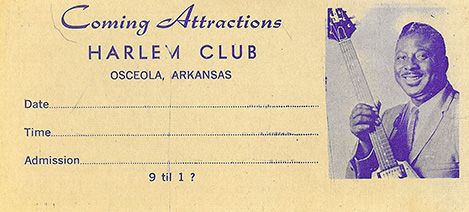 Coming Attractions
HARLEM CLUB
OSCEOLA, ARKANSAS
Date
Time
Admission
9 til 1 ?